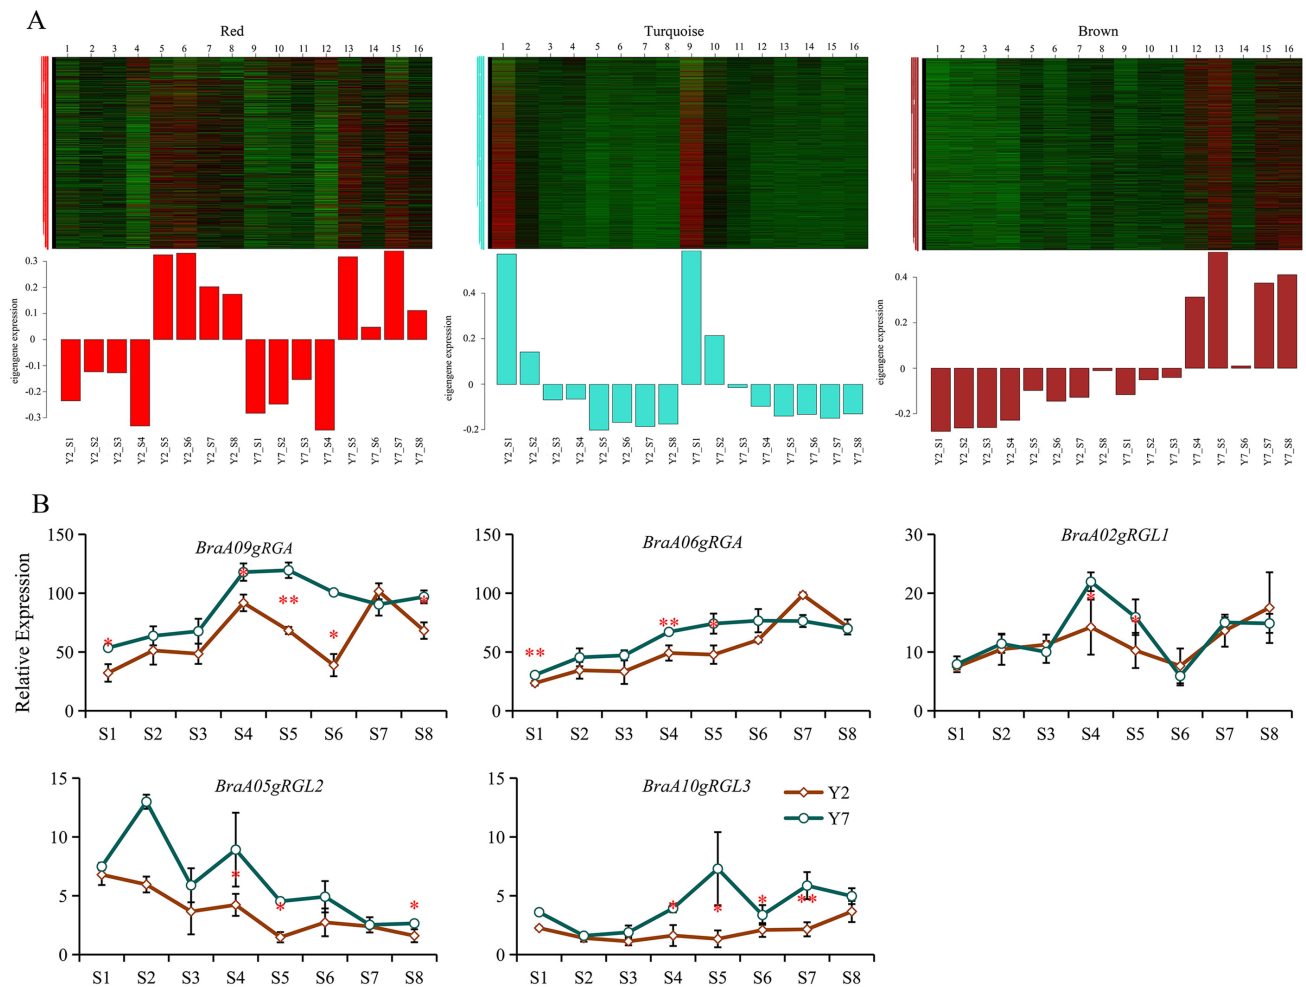 A
Red
1 2 3 4 5 6 7 8 9 10 11 12 13 14 15 16
eigengene expression
0.3
0.2
0.1
0
-0.1
-0.2
-0.3
Y2_S1 Y2_S2 Y2_S3 Y2_S4 Y2_S5 Y2_S6 Y2_S7 Y2_S8 Y7_S1 Y7_S2 Y7_S3 Y7_S4 Y7_S5 Y7_S6 Y7_S7 Y7_S8
Turquoise
1 2 3 4 5 6 7 8 9 10 11 12 13 14 15 16
eigengene expression
0.4
0.2
0
-0.2
Y2_S1 Y2_S2 Y2_S3 Y2_S4 Y2_S5 Y2_S6 Y2_S7 Y2_S8 Y7_S1 Y7_S2 Y7_S3 Y7_S4 Y7_S5 Y7_S6 Y7_S7 Y7_S8
Brown
1 2 3 4 5 6 7 8 9 10 11 12 13 14 15 16
eigengene expression
0.4
0.2
0
-0.2
Y2_S1 Y2_S2 Y2_S3 Y2_S4 Y2_S5 Y2_S6 Y2_S7 Y2_S8 Y7_S1 Y7_S2 Y7_S3 Y7_S4 Y7_S5 Y7_S6 Y7_S7 Y7_S8
B
Relative Expression
BraA09gRGA
150
100
50
0
* * ** * *
S1 S2 S3 S4 S5 S6 S7 S8
BraA06gRGA
150
100
50
0
** ** *
S1 S2 S3 S4 S5 S6 S7 S8
BraA02gRGL1
30
20
10
0
* *
S1 S2 S3 S4 S5 S6 S7 S8
BraA05gRGL2
15
10
5
0
* * *
S1 S2 S3 S4 S5 S6 S7 S8
BraA10gRGL3
15
10
5
0
* * * **
S1 S2 S3 S4 S5 S6 S7 S8
Y2
Y7